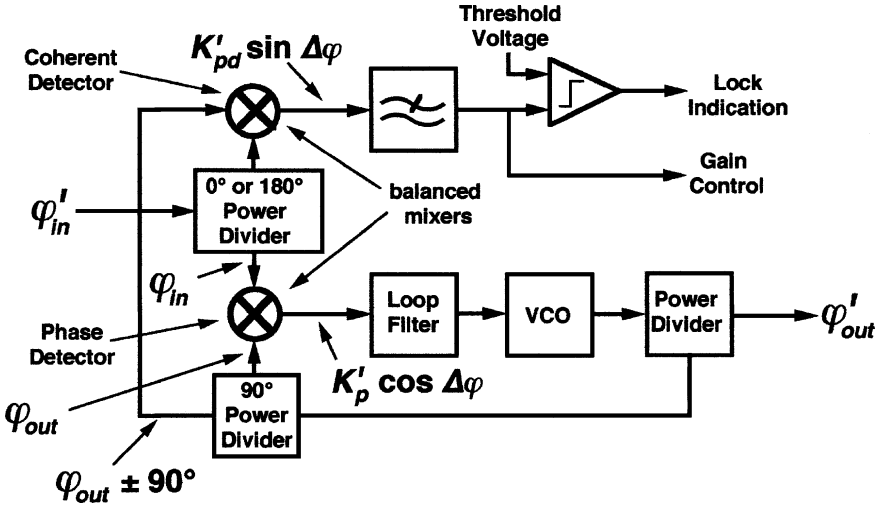 Threshold
Voltage
K'pd sin Δφ
Coherent
Detector
Lock
Indication
Gain
Control
0° or 180°
Power
Divider
balanced
mixers
φ'in
φin
Loop
Filter
VCO
Power
Divider
φ'out
Phase
Detector
K'p cos Δφ
90°
Power
Divider
φout
φout ± 90°